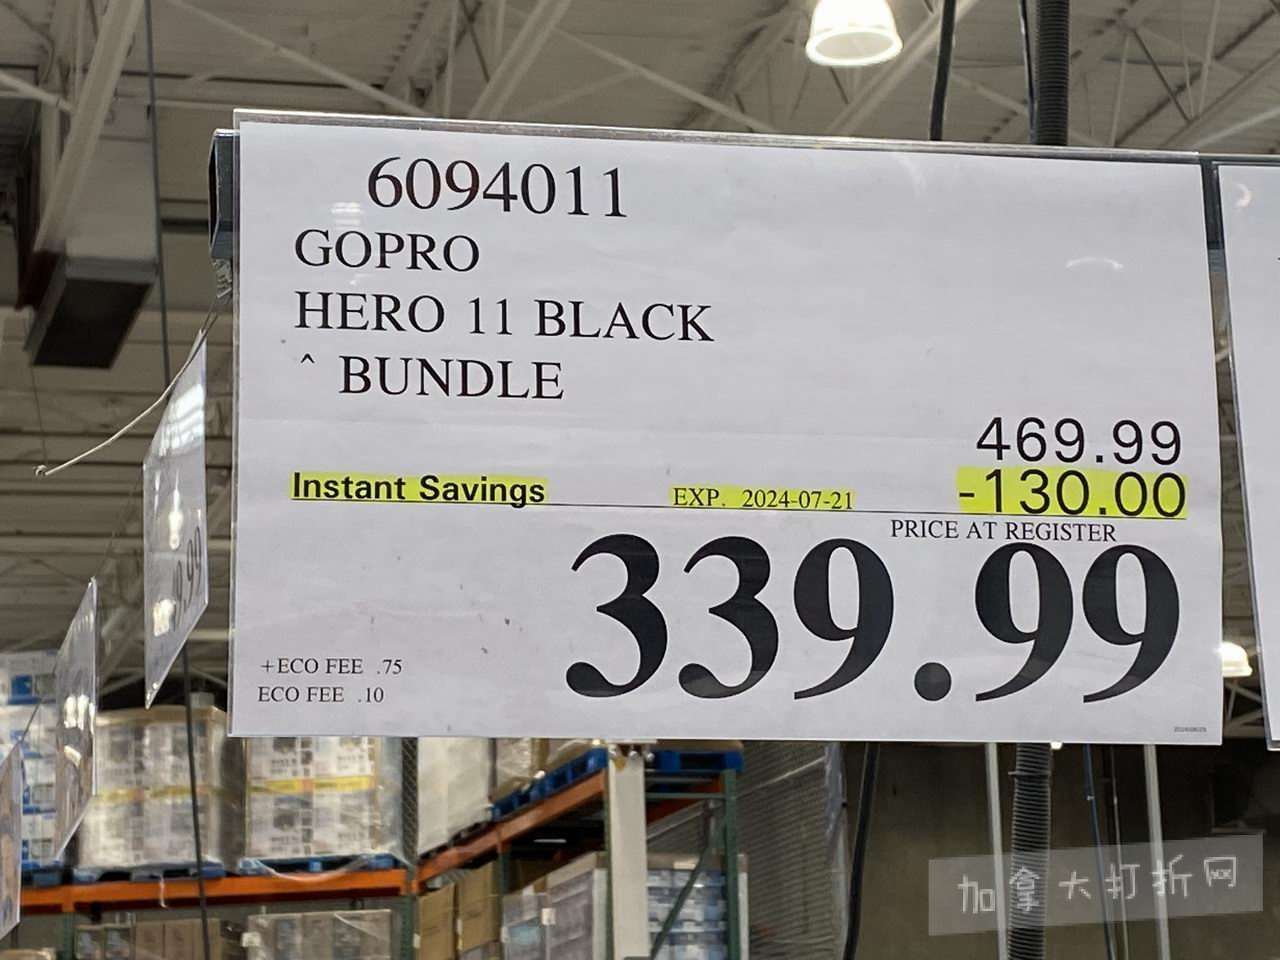 6094011
GOPRO
HERO 11 BLACK
^ BUNDLE
469.99
Instant Savings EXP. 2024-07-21 -130.00
PRICE AT REGISTER
339.99
+ECO FEE .75
ECO FEE .10
加拿大打折网